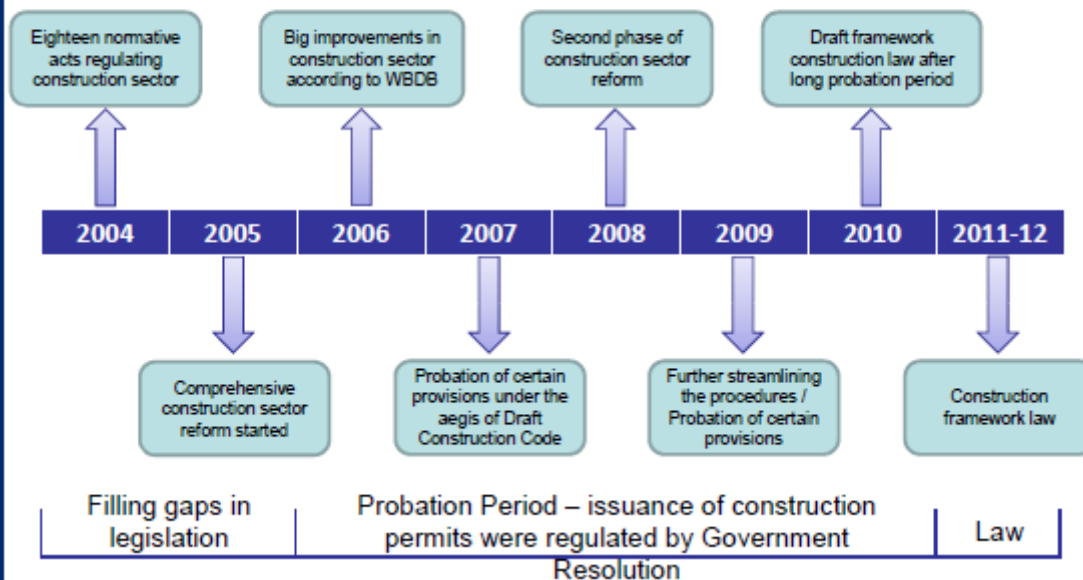 Eighteen normative
acts regulating
construction sector
Big improvements in
construction sector
according to WBDB
Second phase of
construction sector
reform
Draft framework
construction law after
long probation period
2004
2005
2006
2007
2008
2009
2010
2011-12
Comprehensive
construction sector
reform started
Probation of certain
provisions under the
aegis of Draft
Construction Code
Further streamlining
the procedures /
Probation of certain
provisions
Construction
framework law
Filling gaps in
legislation
Probation Period – issuance of construction
permits were regulated by Government
Resolution
Law